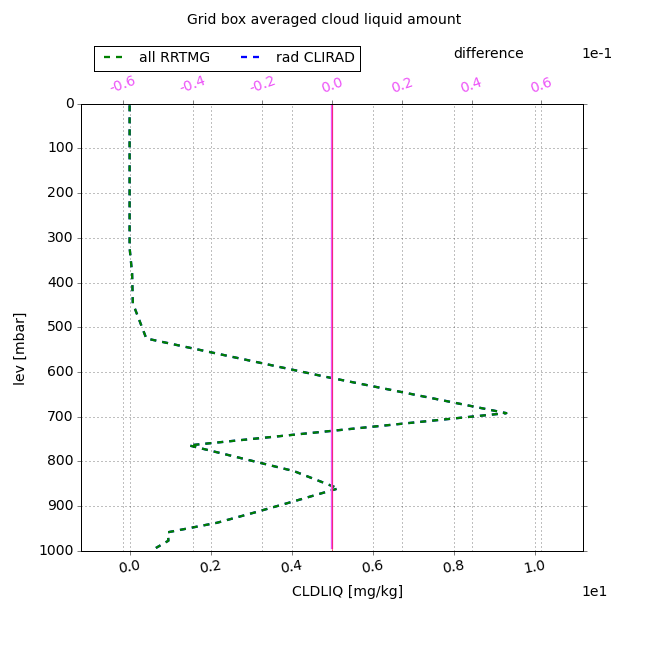 Grid box averaged cloud liquid amount
all RRTMG rad CLIRAD difference 1e-1
-0.6 -0.4 -0.2 0.0 0.2 0.4 0.6
0
100
200
300
400
500
600
700
800
900
1000
lev [mbar]
0.0 0.2 0.4 0.6 0.8 1.0
CLDLIQ [mg/kg] 1e1